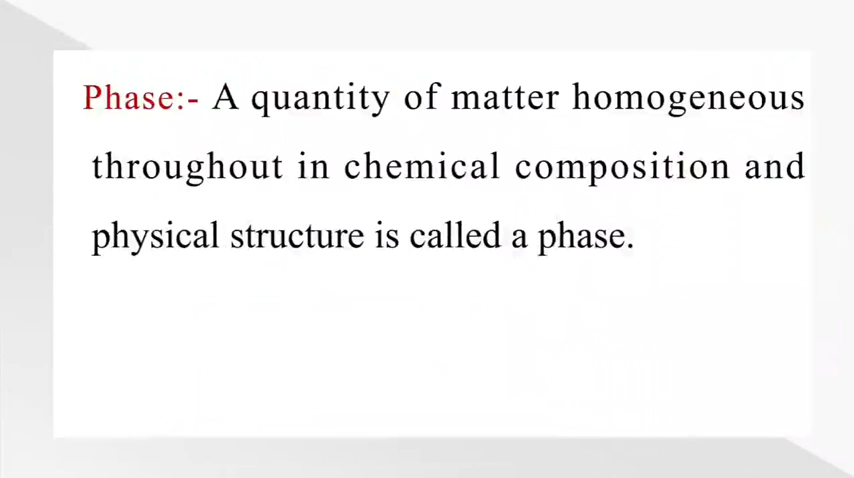 Phase:- A quantity of matter homogeneous
throughout in chemical composition and
physical structure is called a phase.